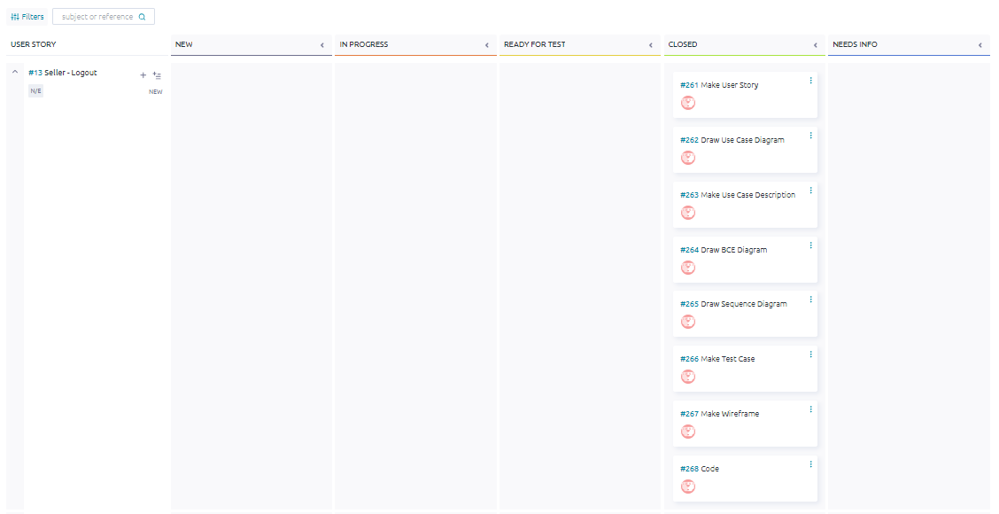 Filters
subject or reference
USER STORY
NEW
IN PROGRESS
READY FOR TEST
CLOSED
NEEDS INFO
#13 Seller - Logout
N/E
NEW
#261 Make User Story
#262 Draw Use Case Diagram
#263 Make Use Case Description
#264 Draw BCE Diagram
#265 Draw Sequence Diagram
#266 Make Test Case
#267 Make Wireframe
#268 Code